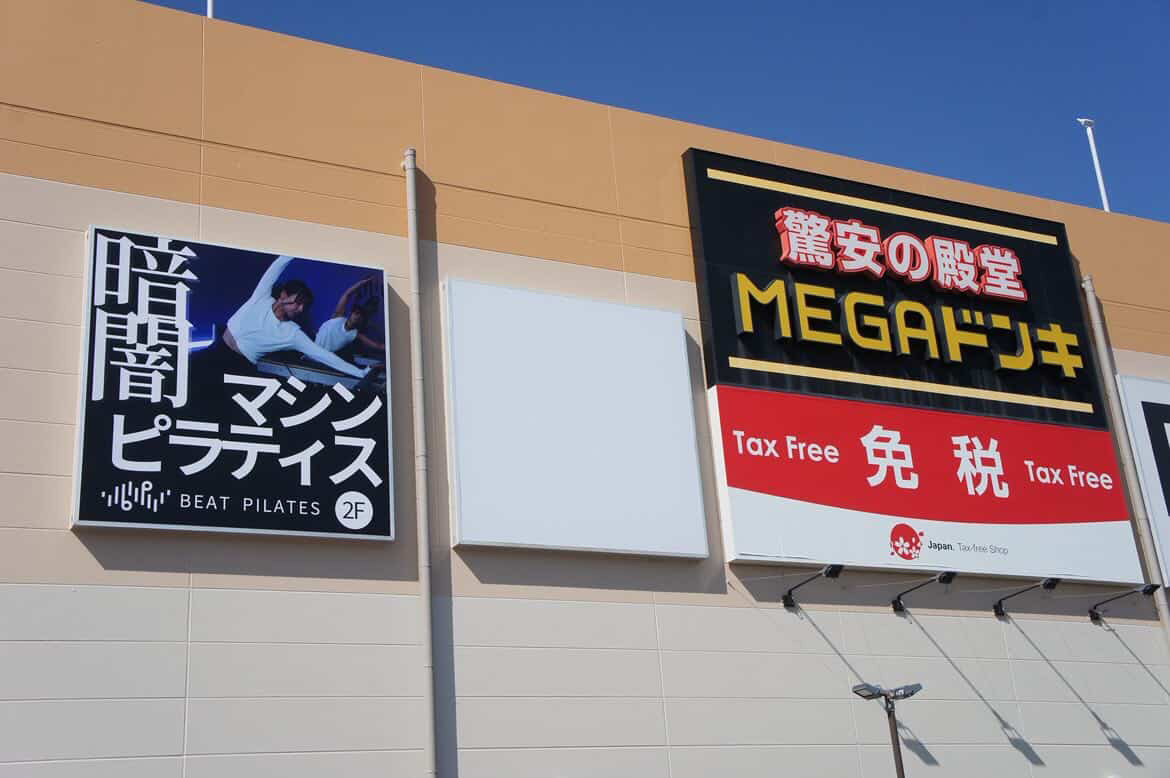 暗闇
マシン
ピラティス
BEAT PILATES 2F
驚安の殿堂
MEGAドンキ
Tax Free 免税 Tax Free
Japan. Tax-free Shop